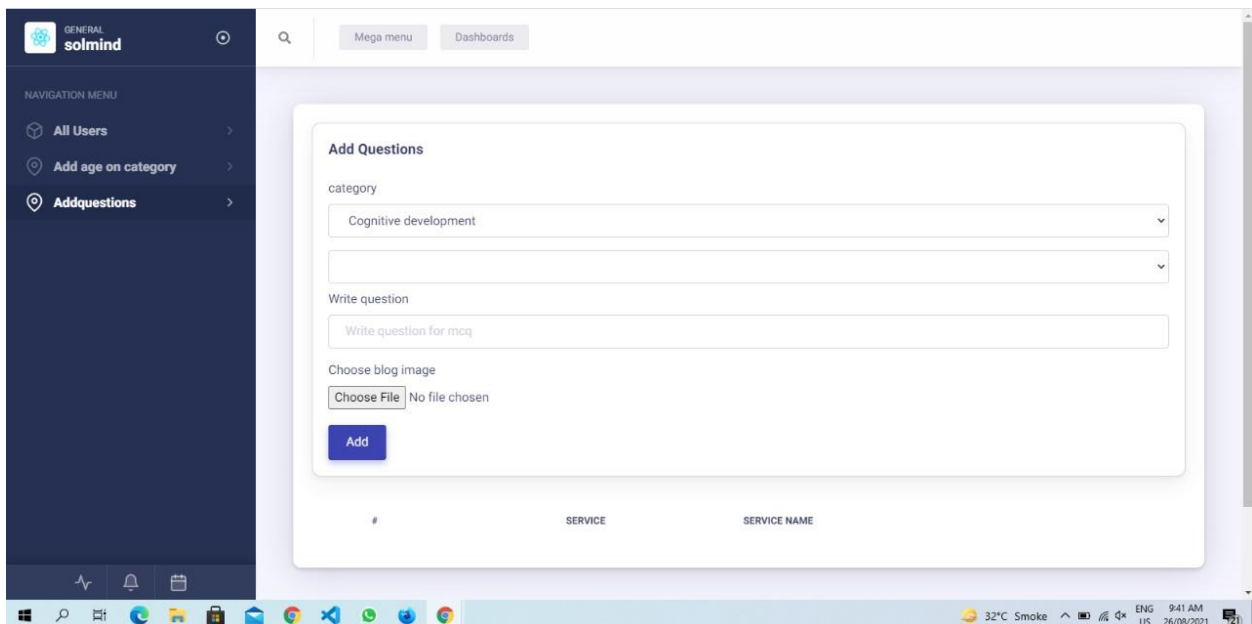 GENERAL
solmind
Mega menu
Dashboards
NAVIGATION MENU
All Users
Add age on category
Addquestions
Add Questions
category
Cognitive development
Write question
Write question for mcq
Choose blog image
Choose File No file chosen
Add
# SERVICE SERVICE NAME
32°C Smoke
ENG
US
9:41 AM
26/08/2021
21